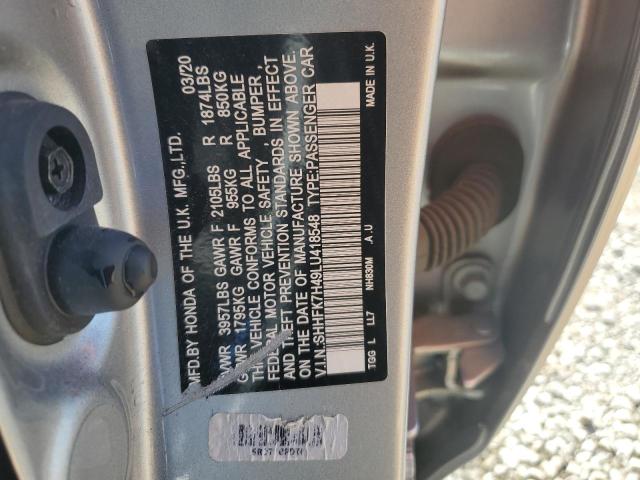 MFD.BY HONDA OF THE U.K. MFG.,LTD. 03/20
GVWR 3957LBS GAWR F 2105LBS R 1874LBS
GVWR 1795KG GAWR F 955KG R 850KG
THIS VEHICLE CONFORMS TO ALL APPLICABLE
FEDERAL MOTOR VEHICLE SAFETY , BUMPER ,
AND THEFT PREVENTION STANDARDS IN EFFECT
ON THE DATE OF MANUFACTURE SHOWN ABOVE.
V.I.N.:SHHFK7H49LU418548 TYPE:PASSENGER CAR
TGG L LL7 NH830M A.U MADE IN U.K.